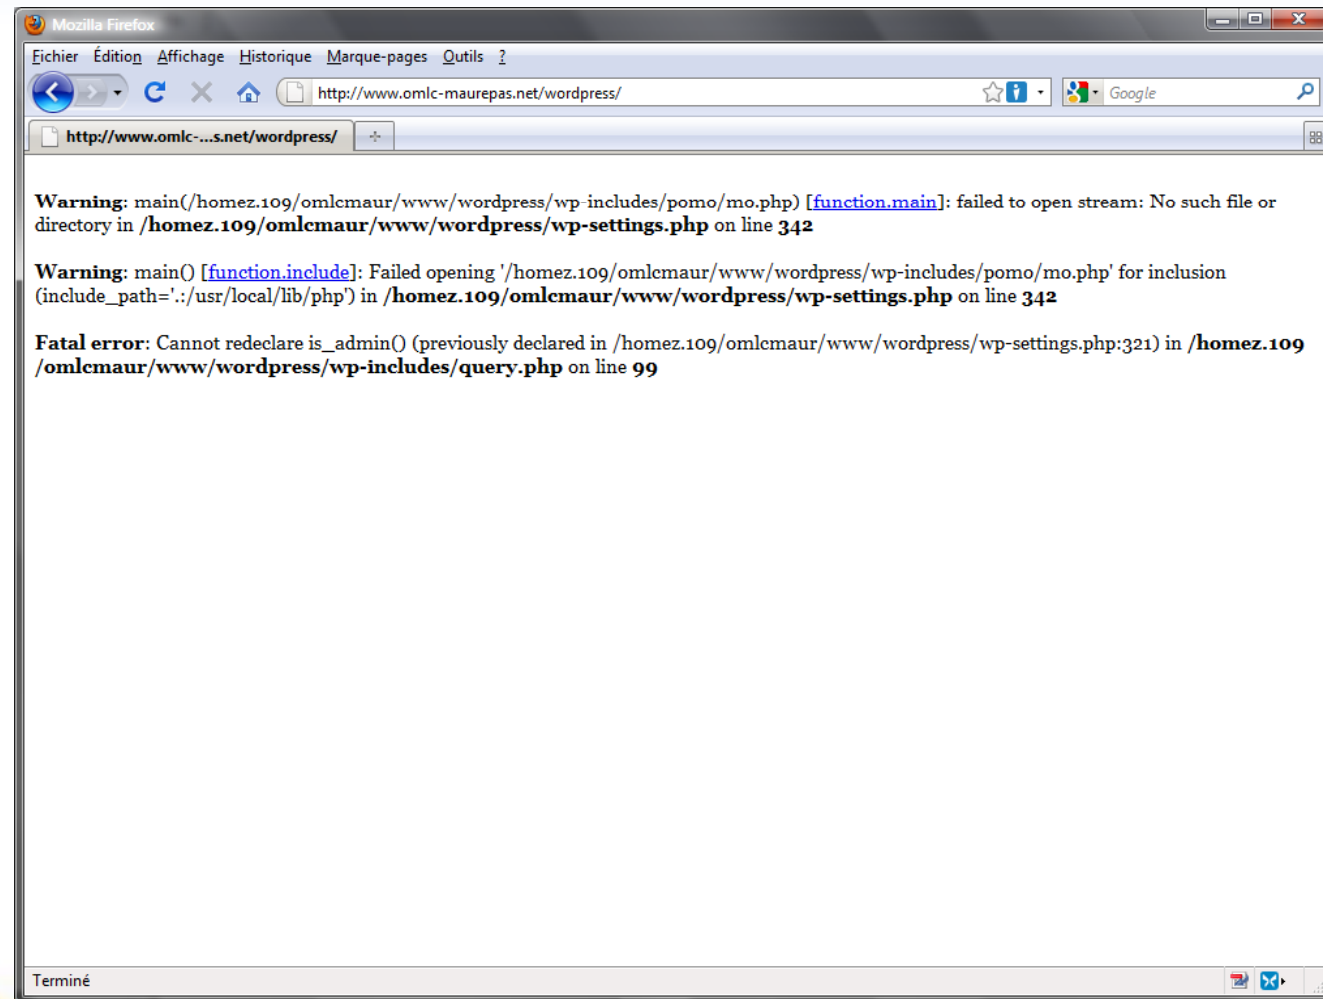 Mozilla Firefox
Fichier Édition Affichage Historique Marque-pages Outils ?
http://www.omlc-maurepas.net/wordpress/ Google
http://www.omlc-...s.net/wordpress/
Warning: main(/homez.109/omlcmaur/www/wordpress/wp-includes/pomo/mo.php) [function.main]: failed to open stream: No such file or
directory in /homez.109/omlcmaur/www/wordpress/wp-settings.php on line 342
Warning: main() [function.include]: Failed opening '/homez.109/omlcmaur/www/wordpress/wp-includes/pomo/mo.php' for inclusion
(include_path='.:/usr/local/lib/php') in /homez.109/omlcmaur/www/wordpress/wp-settings.php on line 342
Fatal error: Cannot redeclare is_admin() (previously declared in /homez.109/omlcmaur/www/wordpress/wp-settings.php:321) in /homez.109
/omlcmaur/www/wordpress/wp-includes/query.php on line 99
Terminé